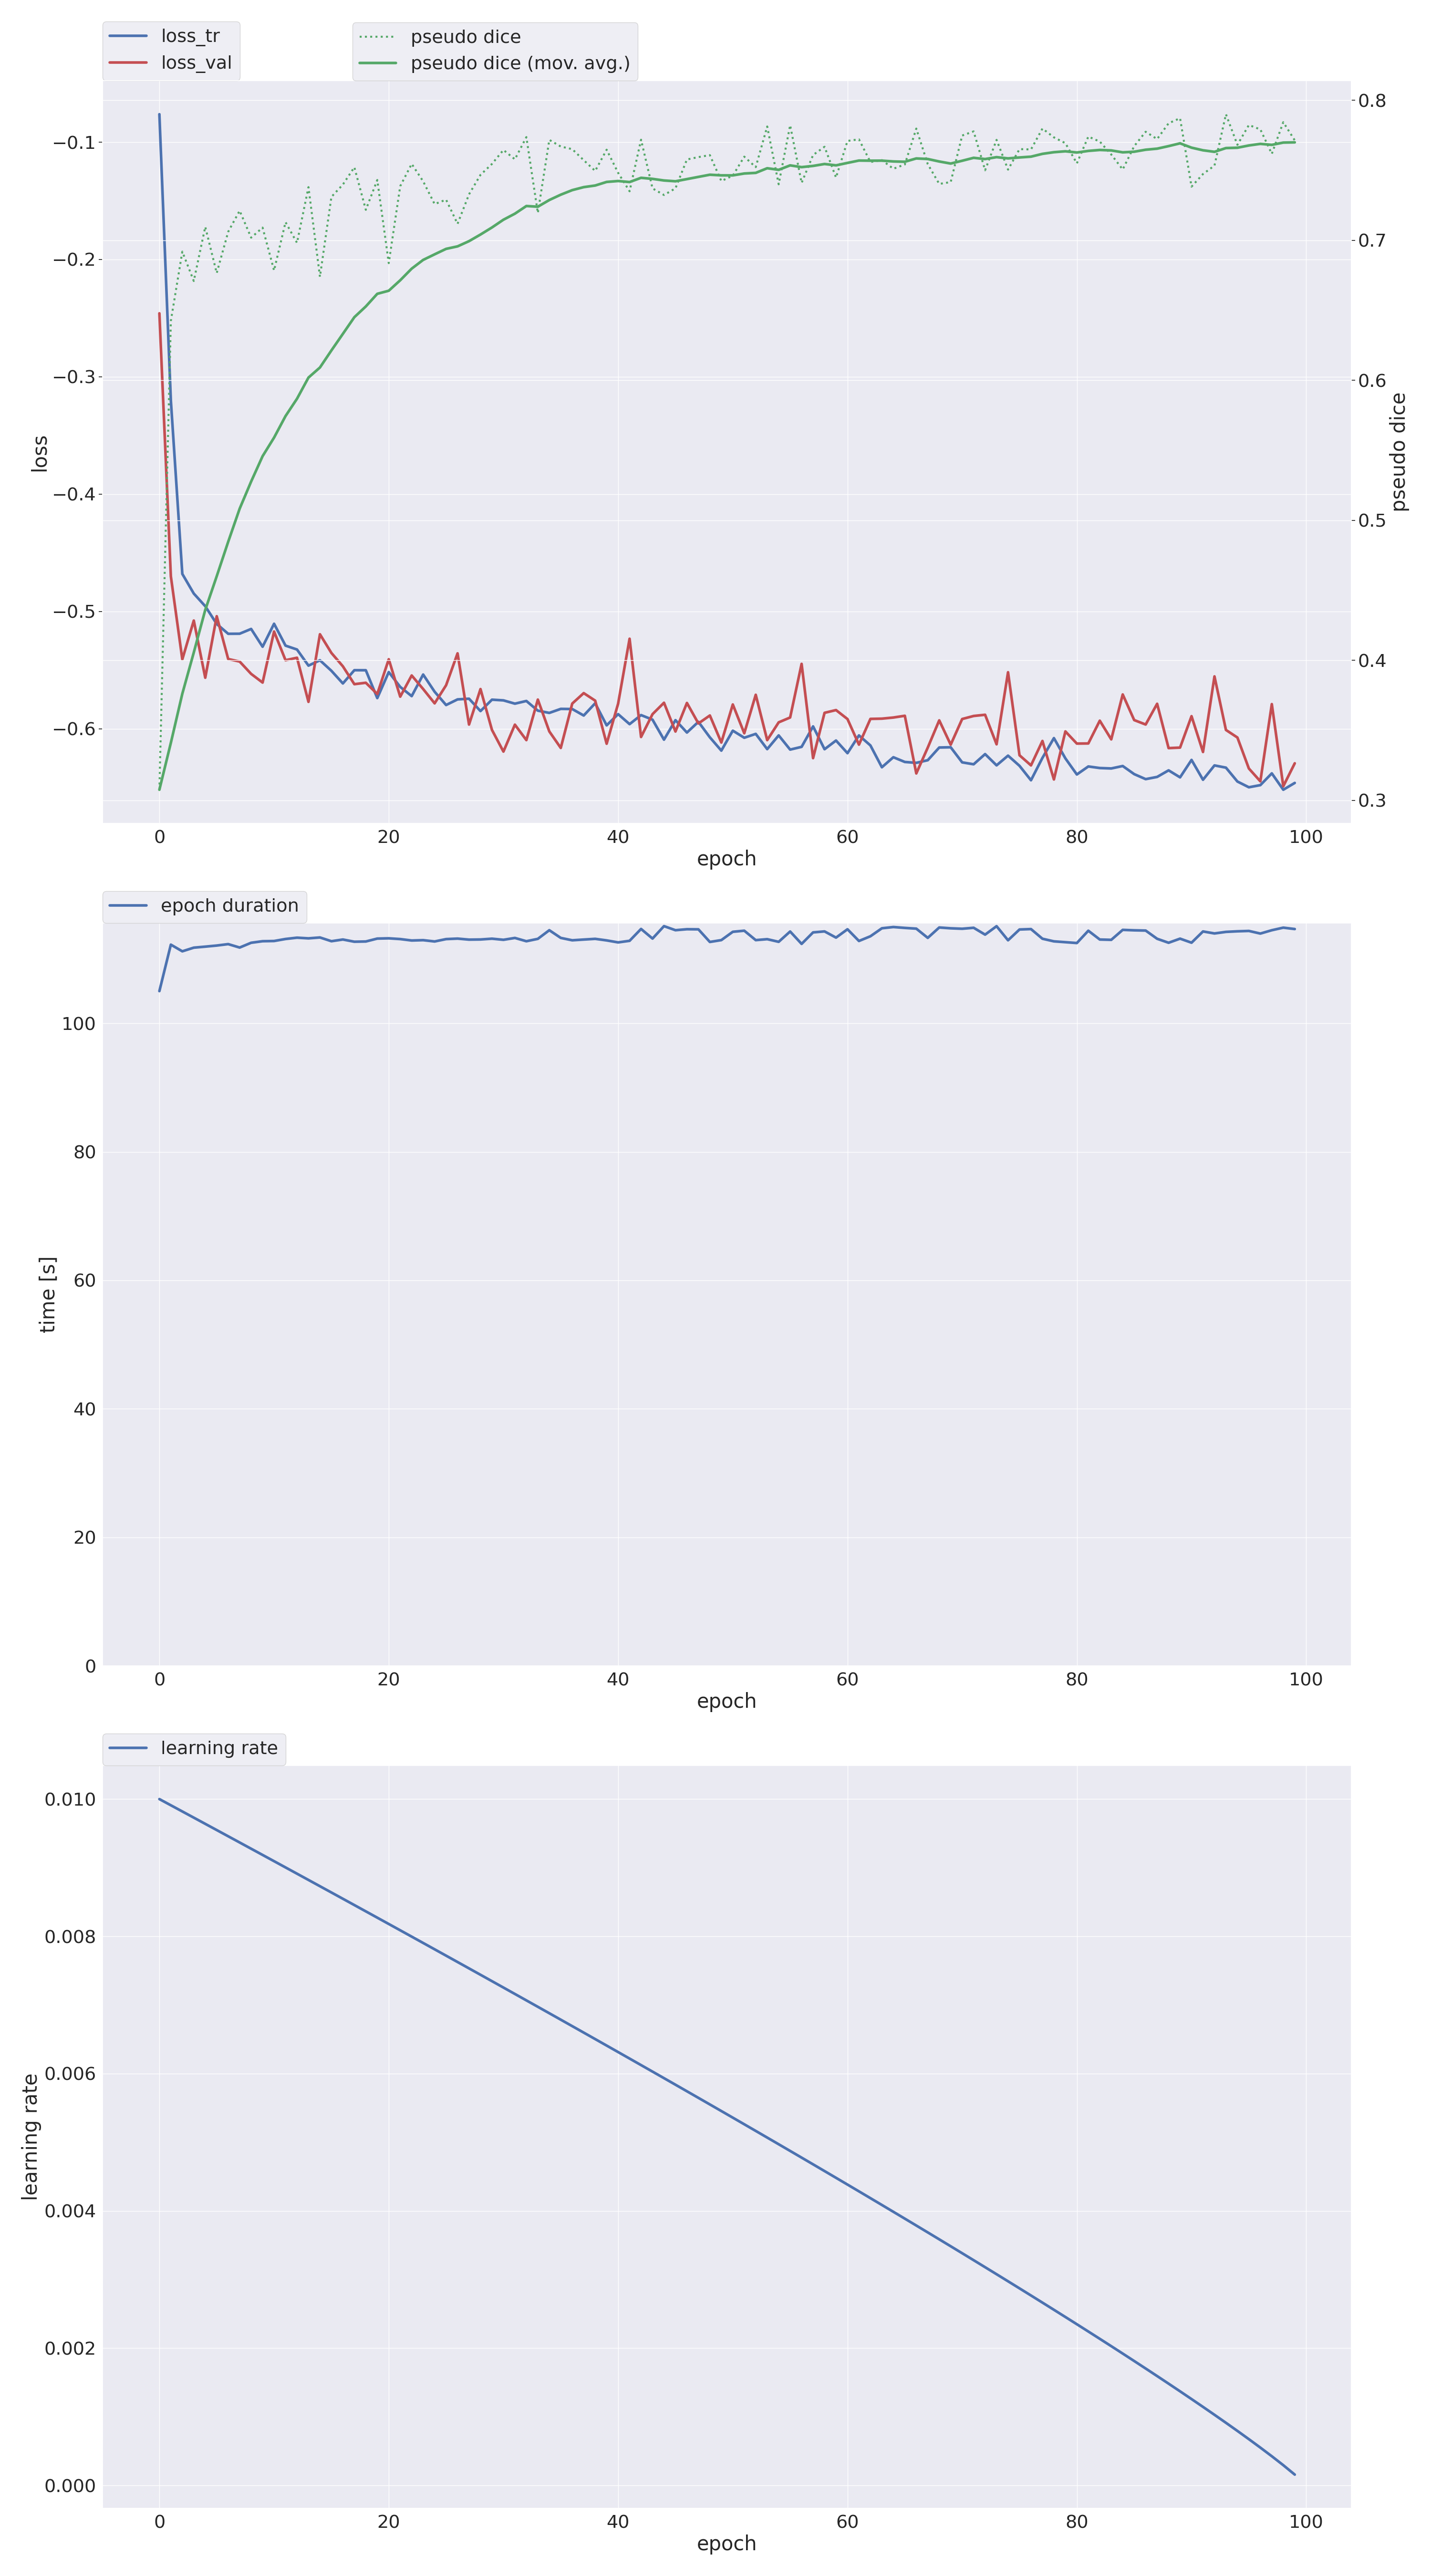 loss_tr
loss_val
pseudo dice
pseudo dice (mov. avg.)
−0.1
−0.2
−0.3
−0.4
−0.5
−0.6
loss
0.8
0.7
0.6
0.5
0.4
0.3
pseudo dice
0 20 40 60 80 100
epoch
epoch duration
100
80
60
40
20
0
time [s]
0 20 40 60 80 100
epoch
learning rate
0.010
0.008
0.006
0.004
0.002
0.000
learning rate
0 20 40 60 80 100
epoch